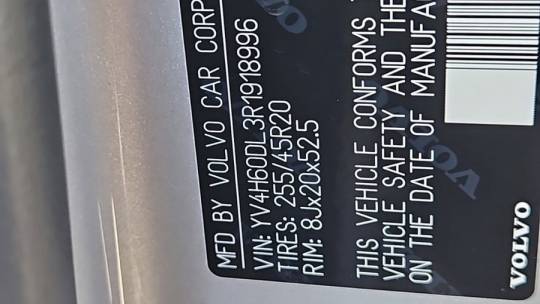 MFD BY VOLVO CAR CORP
VIN: YV4H60DL3R1918996
TIRES: 255/45R20
RIM: 8Jx20x52.5
THIS VEHICLE CONFORMS
VEHICLE SAFETY AND THE
ON THE DATE OF MANUFA
VOLVO